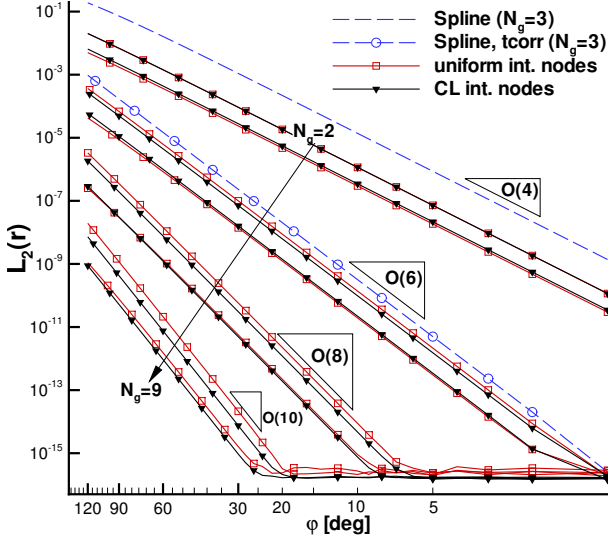 Spline (N_g=3)
Spline, tcorr (N_g=3)
uniform int. nodes
CL int. nodes
10^-1
10^-3
10^-5
10^-7
10^-9
10^-11
10^-13
10^-15
L_2(r)
N_g=2
O(4)
O(6)
O(8)
O(10)
N_g=9
120 90 60 30 20 10 5
φ [deg]